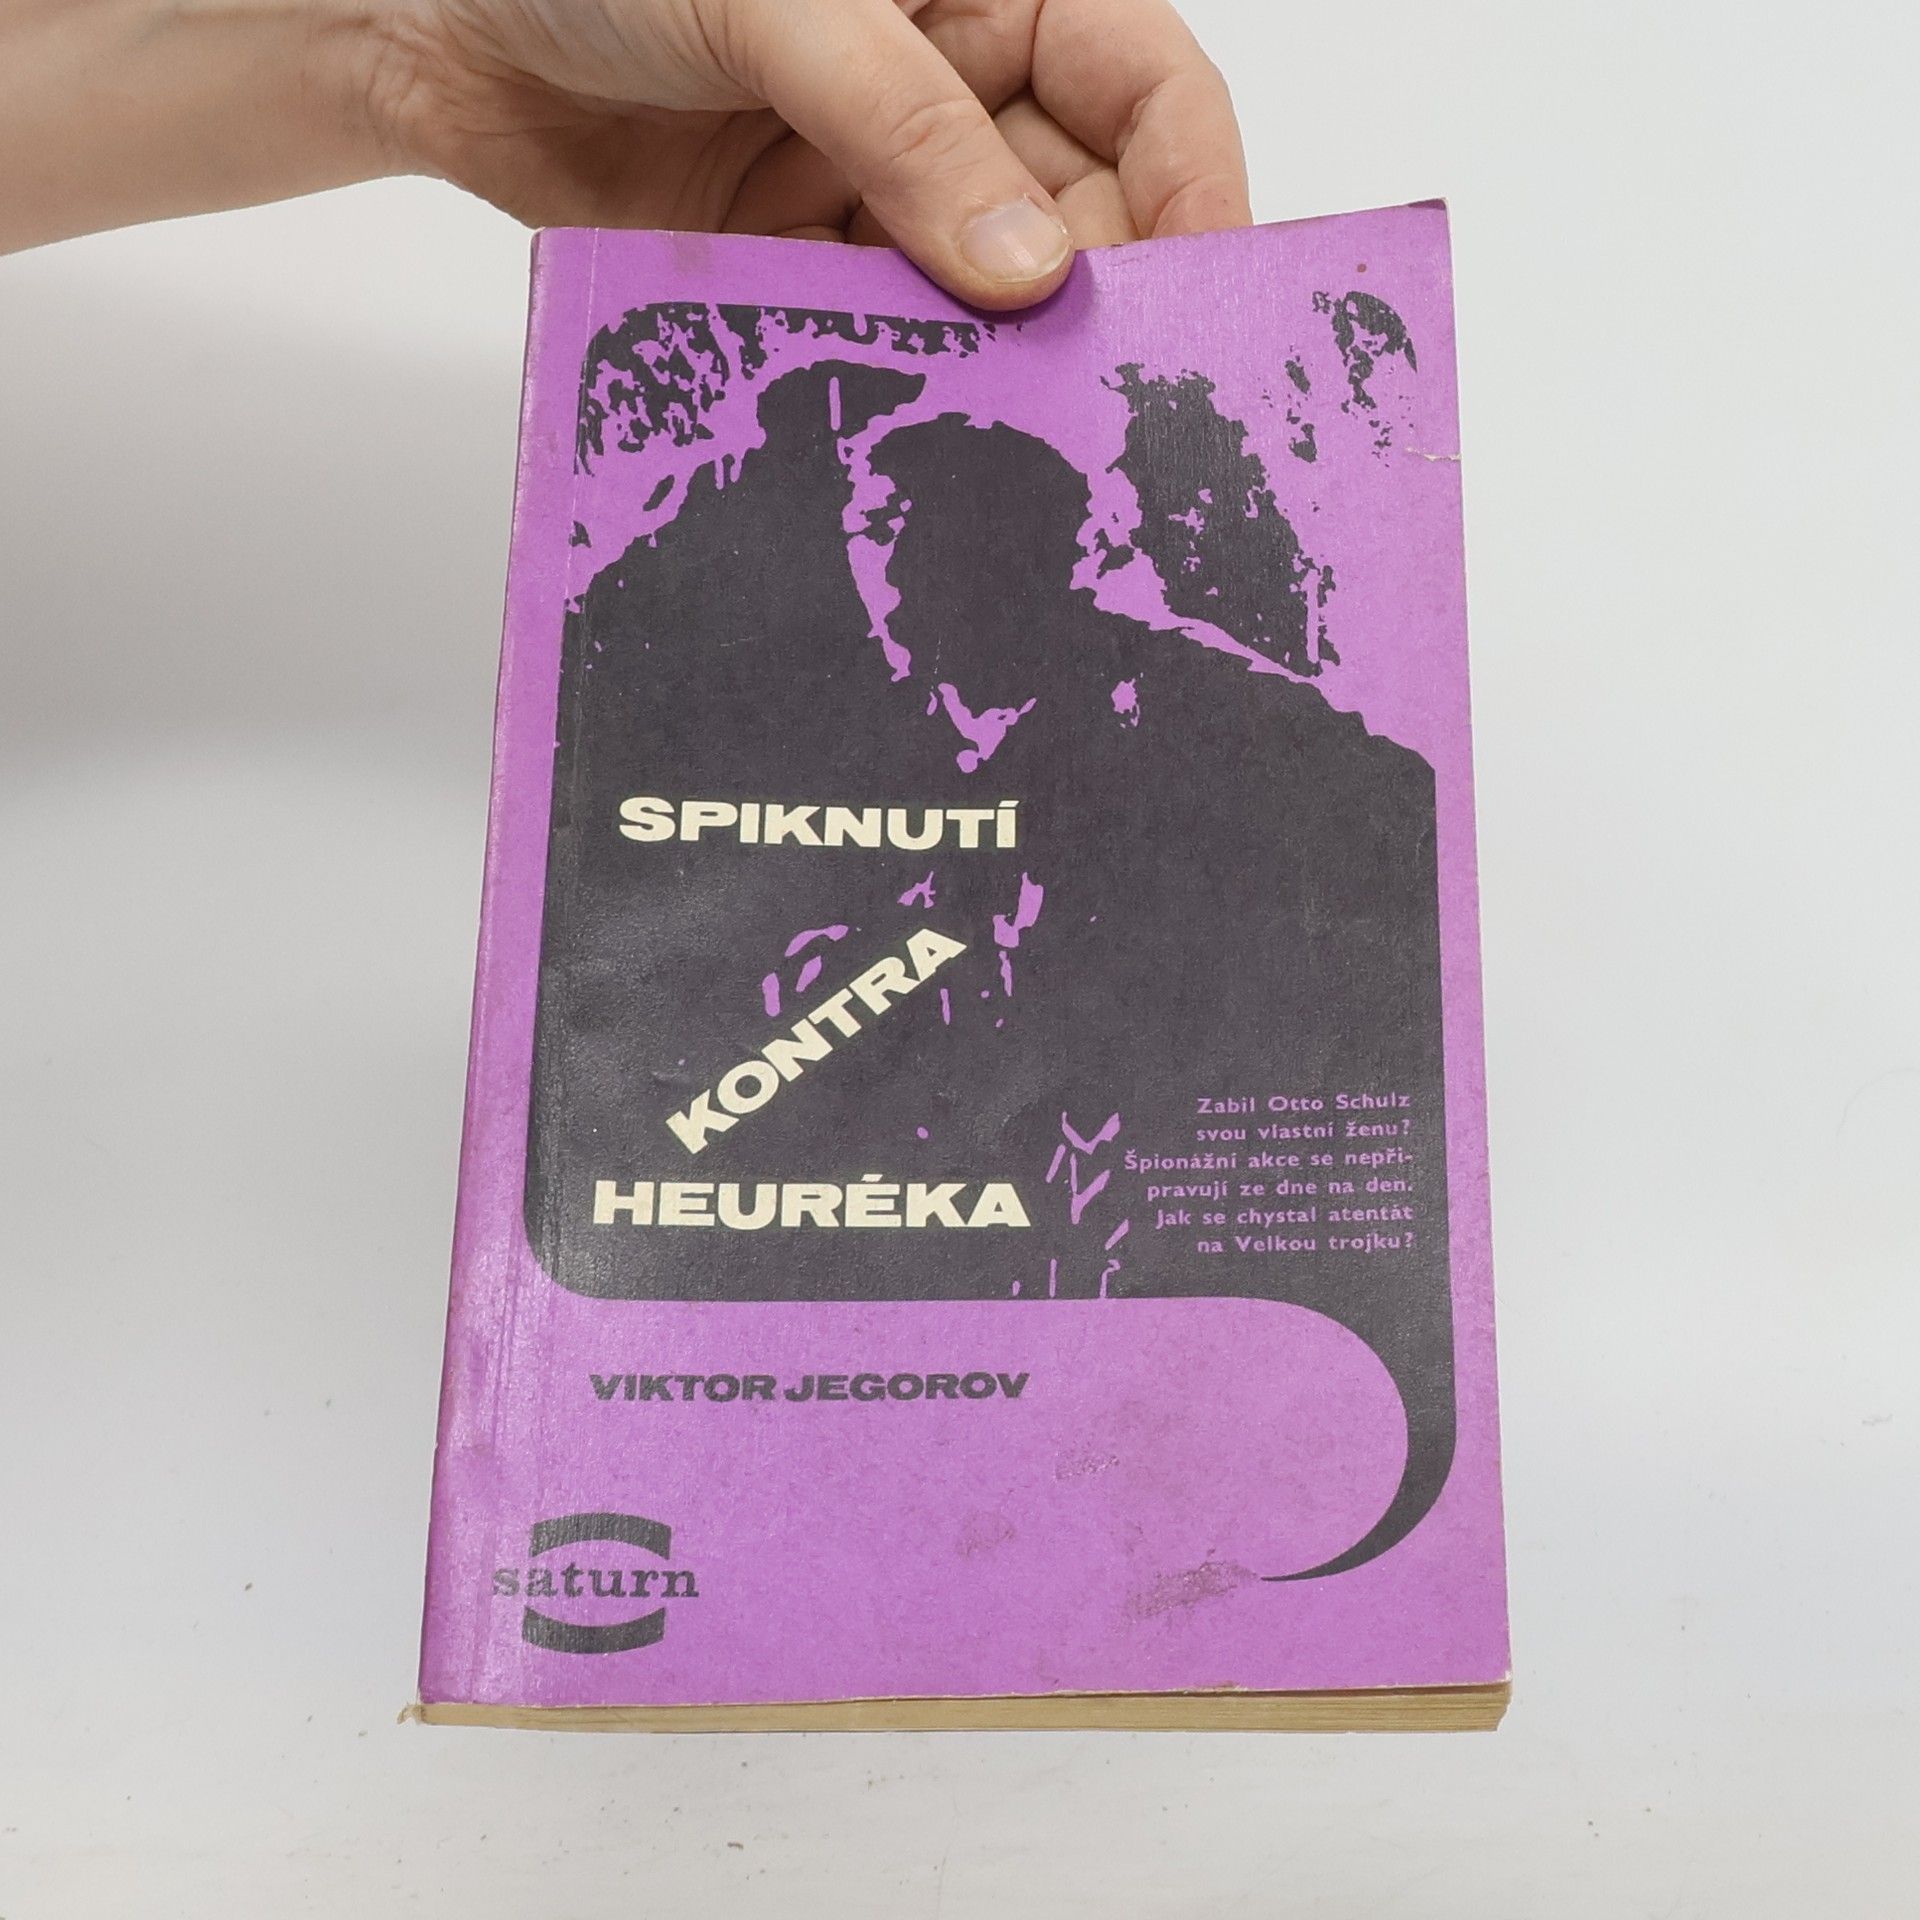 SPIKNUTÍ
KONTRA
HEURÉKA
Zabil Otto Schulz
svou vlastní ženu?
Špionážní akce se nepři-
pravují ze dne na den.
Jak se chystal atentát
na Velkou trojku?
VIKTOR JEGOROV
saturn